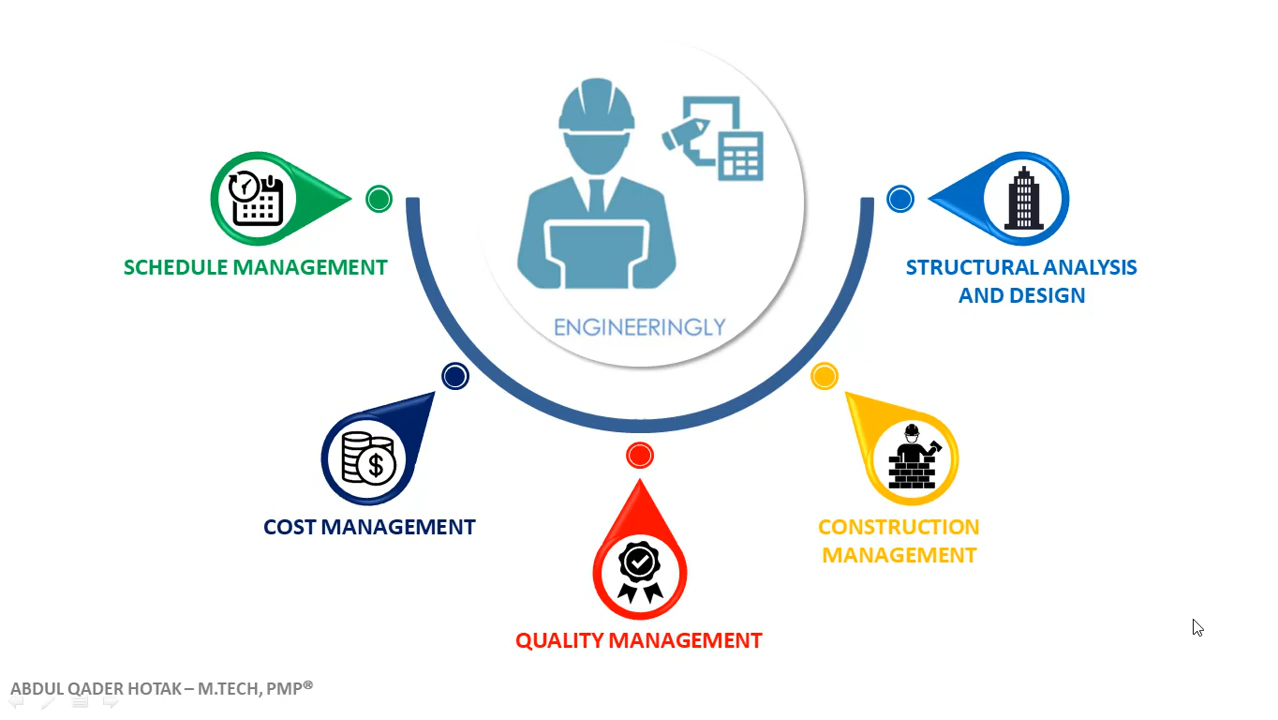 ENGINEERINGLY
SCHEDULE MANAGEMENT
STRUCTURAL ANALYSIS
AND DESIGN
$
COST MANAGEMENT
CONSTRUCTION
MANAGEMENT
QUALITY MANAGEMENT
ABDUL QADER HOTAK – M.TECH, PMP®